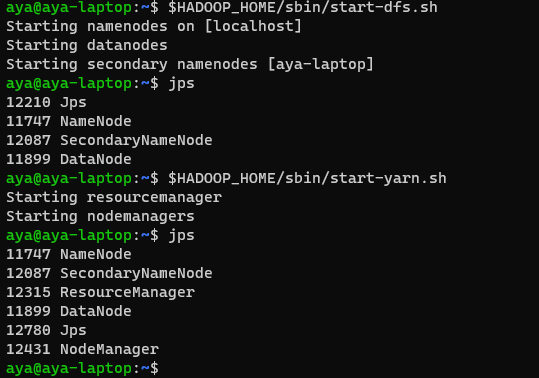 aya@aya-laptop:~$ $HADOOP_HOME/sbin/start-dfs.sh
Starting namenodes on [localhost]
Starting datanodes
Starting secondary namenodes [aya-laptop]
aya@aya-laptop:~$ jps
12210 Jps
11747 NameNode
12087 SecondaryNameNode
11899 DataNode
aya@aya-laptop:~$ $HADOOP_HOME/sbin/start-yarn.sh
Starting resourcemanager
Starting nodemanagers
aya@aya-laptop:~$ jps
11747 NameNode
12087 SecondaryNameNode
12315 ResourceManager
11899 DataNode
12780 Jps
12431 NodeManager
aya@aya-laptop:~$